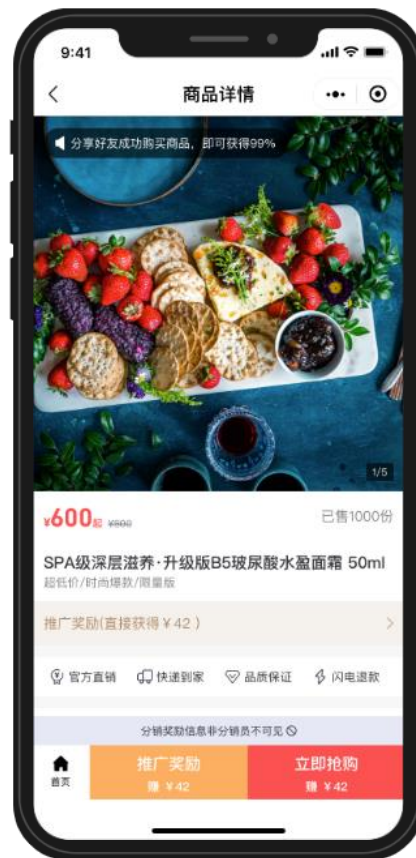 9:41
商品详情
分享好友成功购买商品，即可获得99%
1/5
¥600起 ¥800
已售1000份
SPA级深层滋养·升级版B5玻尿酸水盈面霜 50ml
超低价/时尚爆款/限量版
推广奖励(直接获得¥42)
官方直销 快递到家 品质保证 闪电退款
分销奖励信息非分销员不可见
首页
推广奖励
赚 ¥42
立即抢购
赚 ¥42